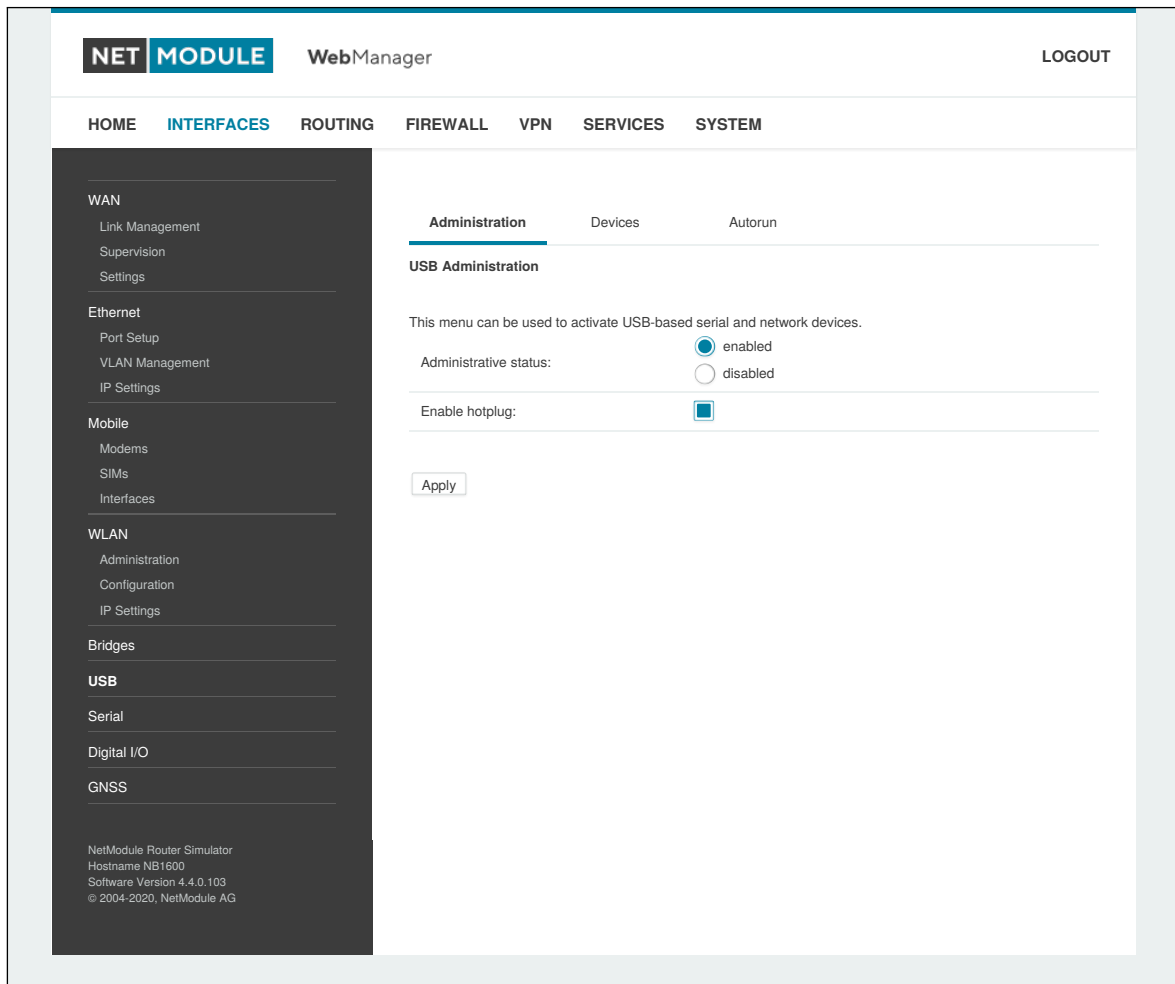 NET MODULE WebManager LOGOUT
HOME INTERFACES ROUTING FIREWALL VPN SERVICES SYSTEM
WAN
Link Management
Supervision
Settings
Ethernet
Port Setup
VLAN Management
IP Settings
Mobile
Modems
SIMs
Interfaces
WLAN
Administration
Configuration
IP Settings
Bridges
USB
Serial
Digital I/O
GNSS
NetModule Router Simulator
Hostname NB1600
Software Version 4.4.0.103
© 2004-2020, NetModule AG
Administration Devices Autorun
USB Administration
This menu can be used to activate USB-based serial and network devices.
Administrative status:
enabled
disabled
Enable hotplug:
Apply